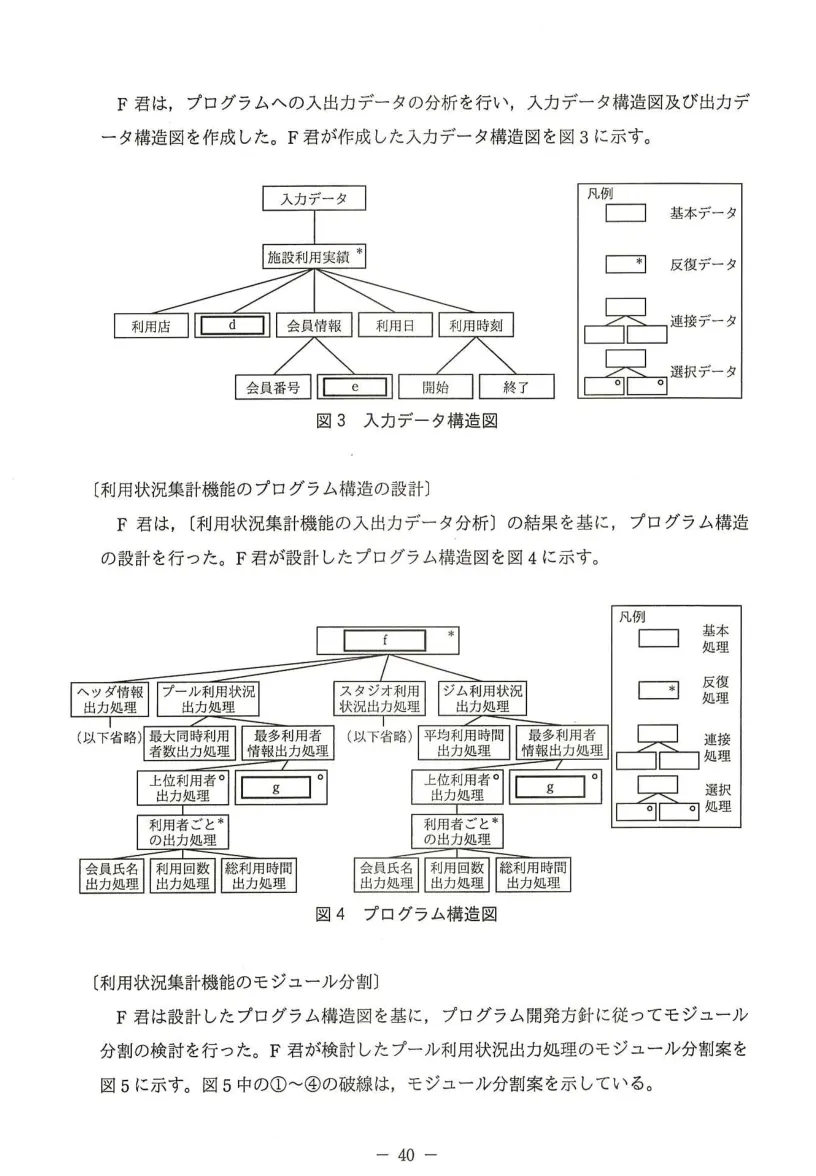 F 君は，プログラムへの入出力データの分析を行い，入力データ構造図及び出力デ
ータ構造図を作成した。F 君が作成した入力データ構造図を図 3 に示す。
入力データ
施設利用実績 *
利用店
d
会員情報
利用日
利用時刻
会員番号
e
開始
終了
凡例
基本データ
* 反復データ
連接データ
選択データ
図 3 入力データ構造図
〔利用状況集計機能のプログラム構造の設計〕
F 君は，〔利用状況集計機能の入出力データ分析〕の結果を基に，プログラム構造
の設計を行った。F 君が設計したプログラム構造図を図 4 に示す。
f *
ヘッダ情報
出力処理
プール利用状況
出力処理
スタジオ利用
状況出力処理
ジム利用状況
出力処理
(以下省略)
最大同時利用
者数出力処理
最多利用者
情報出力処理
(以下省略)
平均利用時間
出力処理
最多利用者
情報出力処理
上位利用者
出力処理
g
上位利用者
出力処理
g
利用者ごと*
の出力処理
利用者ごと*
の出力処理
会員氏名
出力処理
利用回数
出力処理
総利用時間
出力処理
会員氏名
出力処理
利用回数
出力処理
総利用時間
出力処理
凡例
基本
処理
* 反復
処理
連接
処理
選択
処理
図 4 プログラム構造図
〔利用状況集計機能のモジュール分割〕
F 君は設計したプログラム構造図を基に，プログラム開発方針に従ってモジュール
分割の検討を行った。F 君が検討したプール利用状況出力処理のモジュール分割案を
図 5 に示す。図 5 中の①～④の破線は，モジュール分割案を示している。
－ 40 －